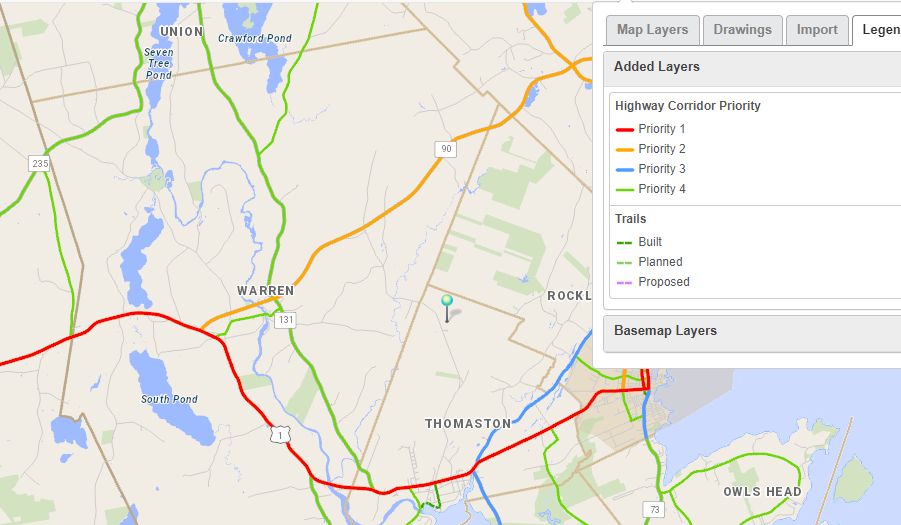 UNION
Crawford Pond
Seven
Tree
Pond
235
90
WARREN
131
ROCKL
South Pond
1
THOMASTON
OWLS HEAD
73
Map Layers
Drawings
Import
Legen
Added Layers
Highway Corridor Priority
Priority 1
Priority 2
Priority 3
Priority 4
Trails
Built
Planned
Proposed
Basemap Layers